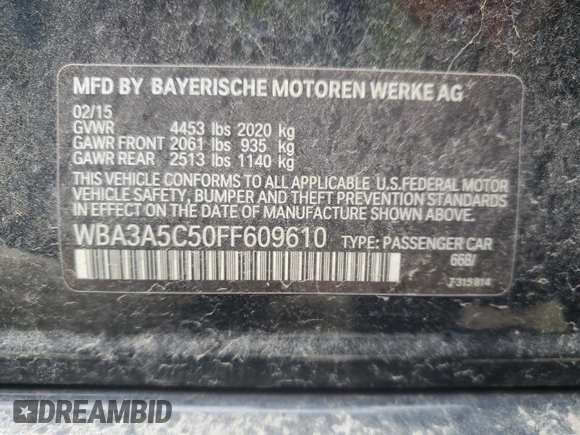 MFD BY BAYERISCHE MOTOREN WERKE AG
02/15
GVWR 4453 lbs 2020 kg
GAWR FRONT 2061 lbs 935 kg
GAWR REAR 2513 lbs 1140 kg
THIS VEHICLE CONFORMS TO ALL APPLICABLE U.S.FEDERAL MOTOR
VEHICLE SAFETY, BUMPER AND THEFT PREVENTION STANDARDS
IN EFFECT ON THE DATE OF MANUFACTURE SHOWN ABOVE.
WBA3A5C50FF609610 TYPE: PASSENGER CAR
668/
7315814
DREAMBID